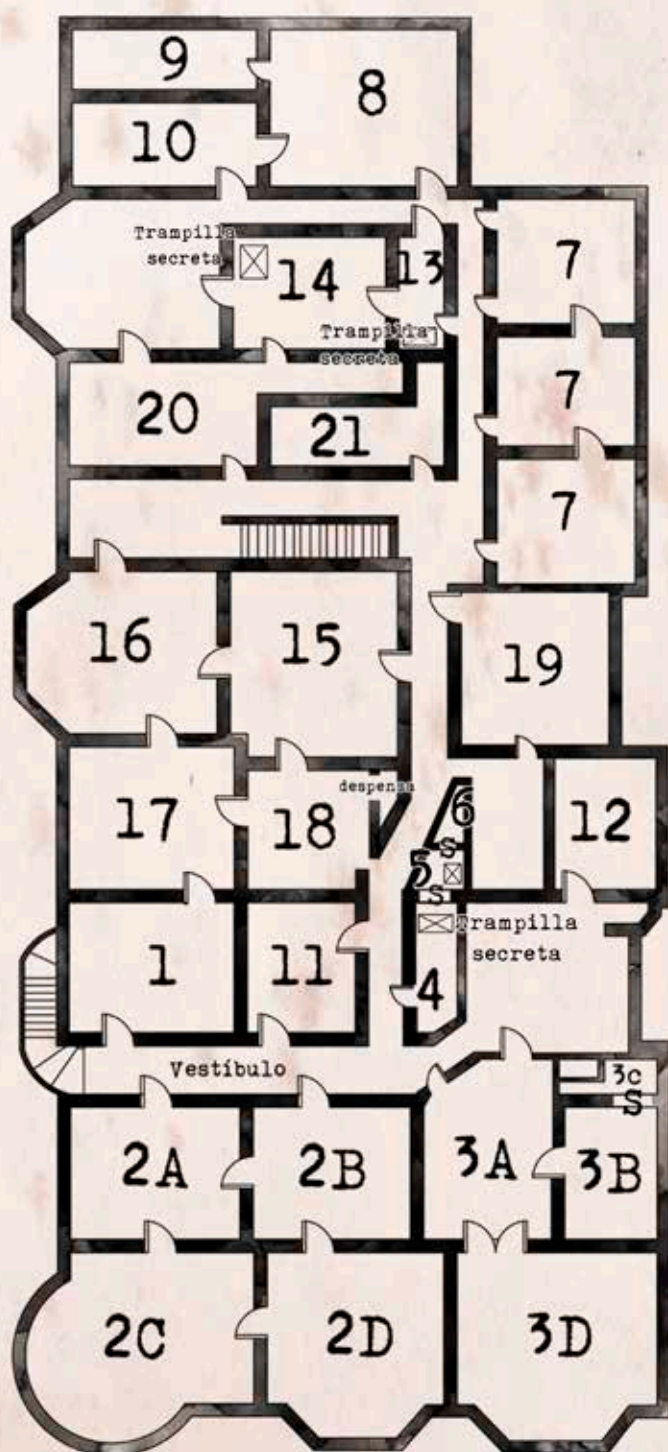 9
8
10
Trampilla
secreta
14
13
7
Trampilla
secreta
7
20
21
7
16
15
19
despensa
17
18
6
12
S
5
S
1
11
4
Trampilla
secreta
Vestíbulo
3c
S
2A
2B
3A
3B
2C
2D
3D